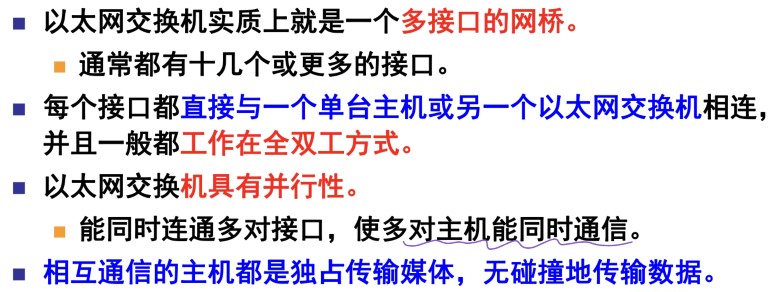 以太网交换机实质上就是一个多接口的网桥。
通常都有十几个或更多的接口。
每个接口都直接与一个单台主机或另一个以太网交换机相连，
并且一般都工作在全双工方式。
以太网交换机具有并行性。
能同时连通多对接口，使多对主机能同时通信。
相互通信的主机都是独占传输媒体，无碰撞地传输数据。